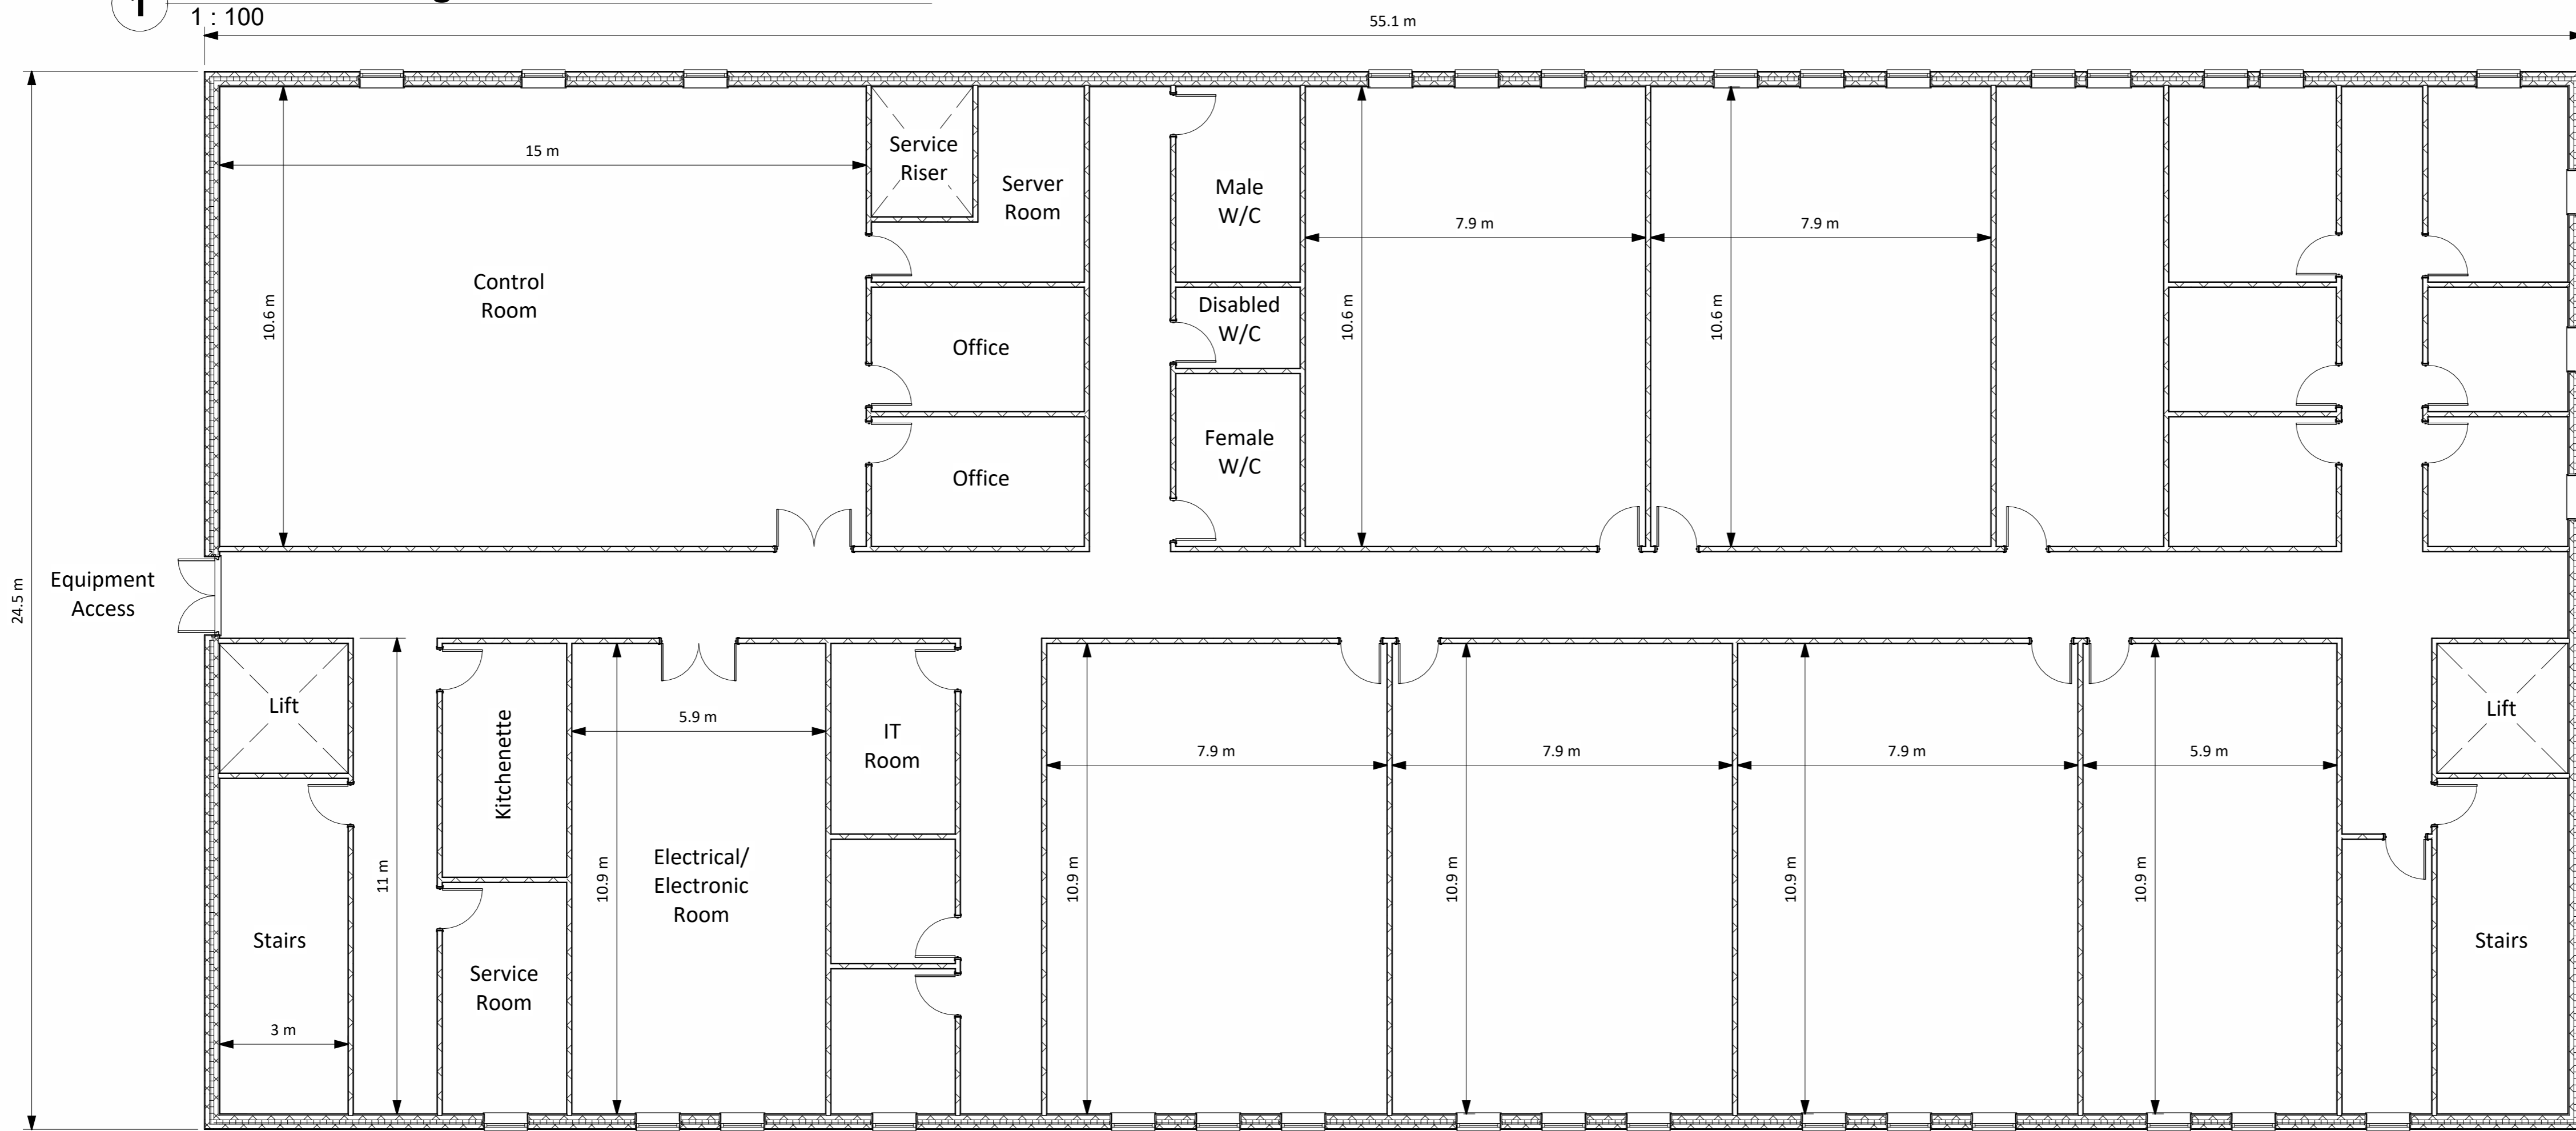 1
1 : 100
55.1 m
15 m
Service
Riser
Server
Room
Male
W/C
7.9 m
7.9 m
Control
Room
10.6 m
Disabled
W/C
10.6 m
10.6 m
Office
Female
W/C
Office
24.5 m
Equipment
Access
Lift
Kitchenette
5.9 m
IT
Room
7.9 m
7.9 m
7.9 m
5.9 m
Lift
11 m
10.9 m
Electrical/
Electronic
Room
10.9 m
10.9 m
10.9 m
10.9 m
Stairs
Service
Room
Stairs
3 m